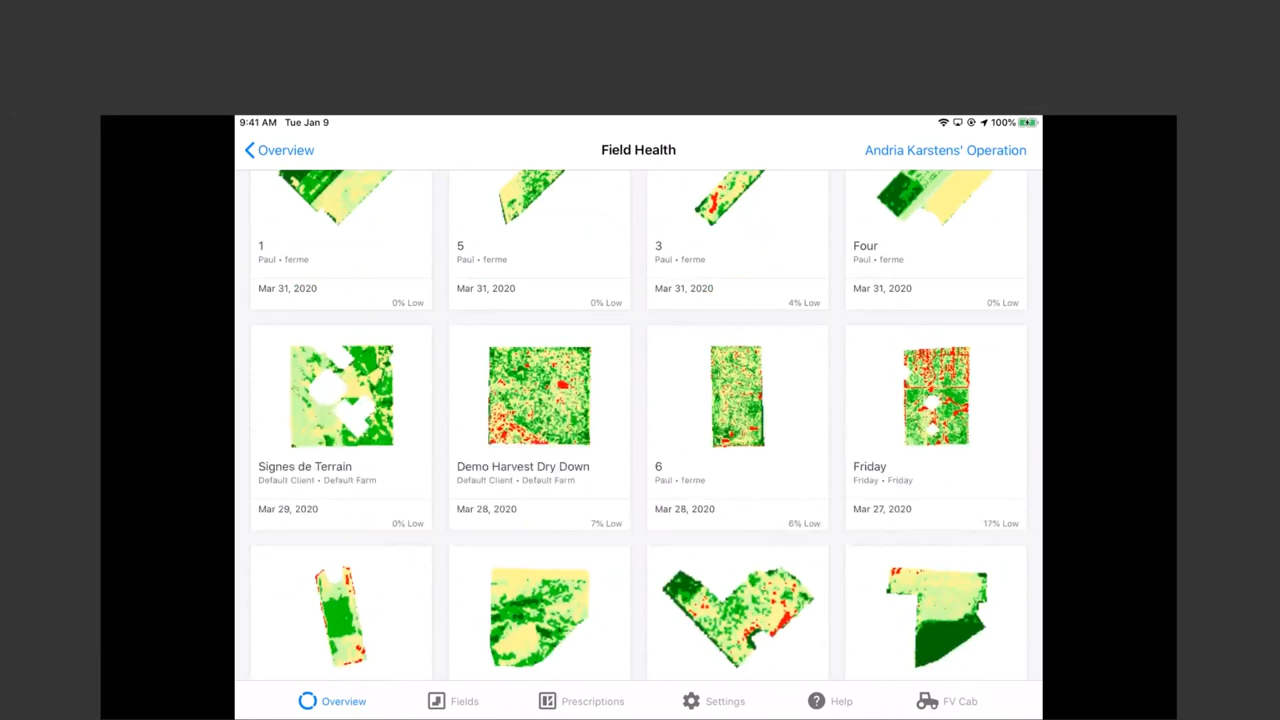 9:41 AM Tue Jan 9 100%
Overview Field Health Andria Karstens' Operation
1 5 3 Four
Paul • ferme Paul • ferme Paul • ferme Paul • ferme
Mar 31, 2020 Mar 31, 2020 Mar 31, 2020 Mar 31, 2020
0% Low 0% Low 4% Low 0% Low
Signes de Terrain Demo Harvest Dry Down 6 Friday
Default Client • Default Farm Default Client • Default Farm Paul • ferme Friday • Friday
Mar 29, 2020 Mar 28, 2020 Mar 28, 2020 Mar 27, 2020
0% Low 7% Low 6% Low 17% Low
Overview Fields Prescriptions Settings Help FV Cab